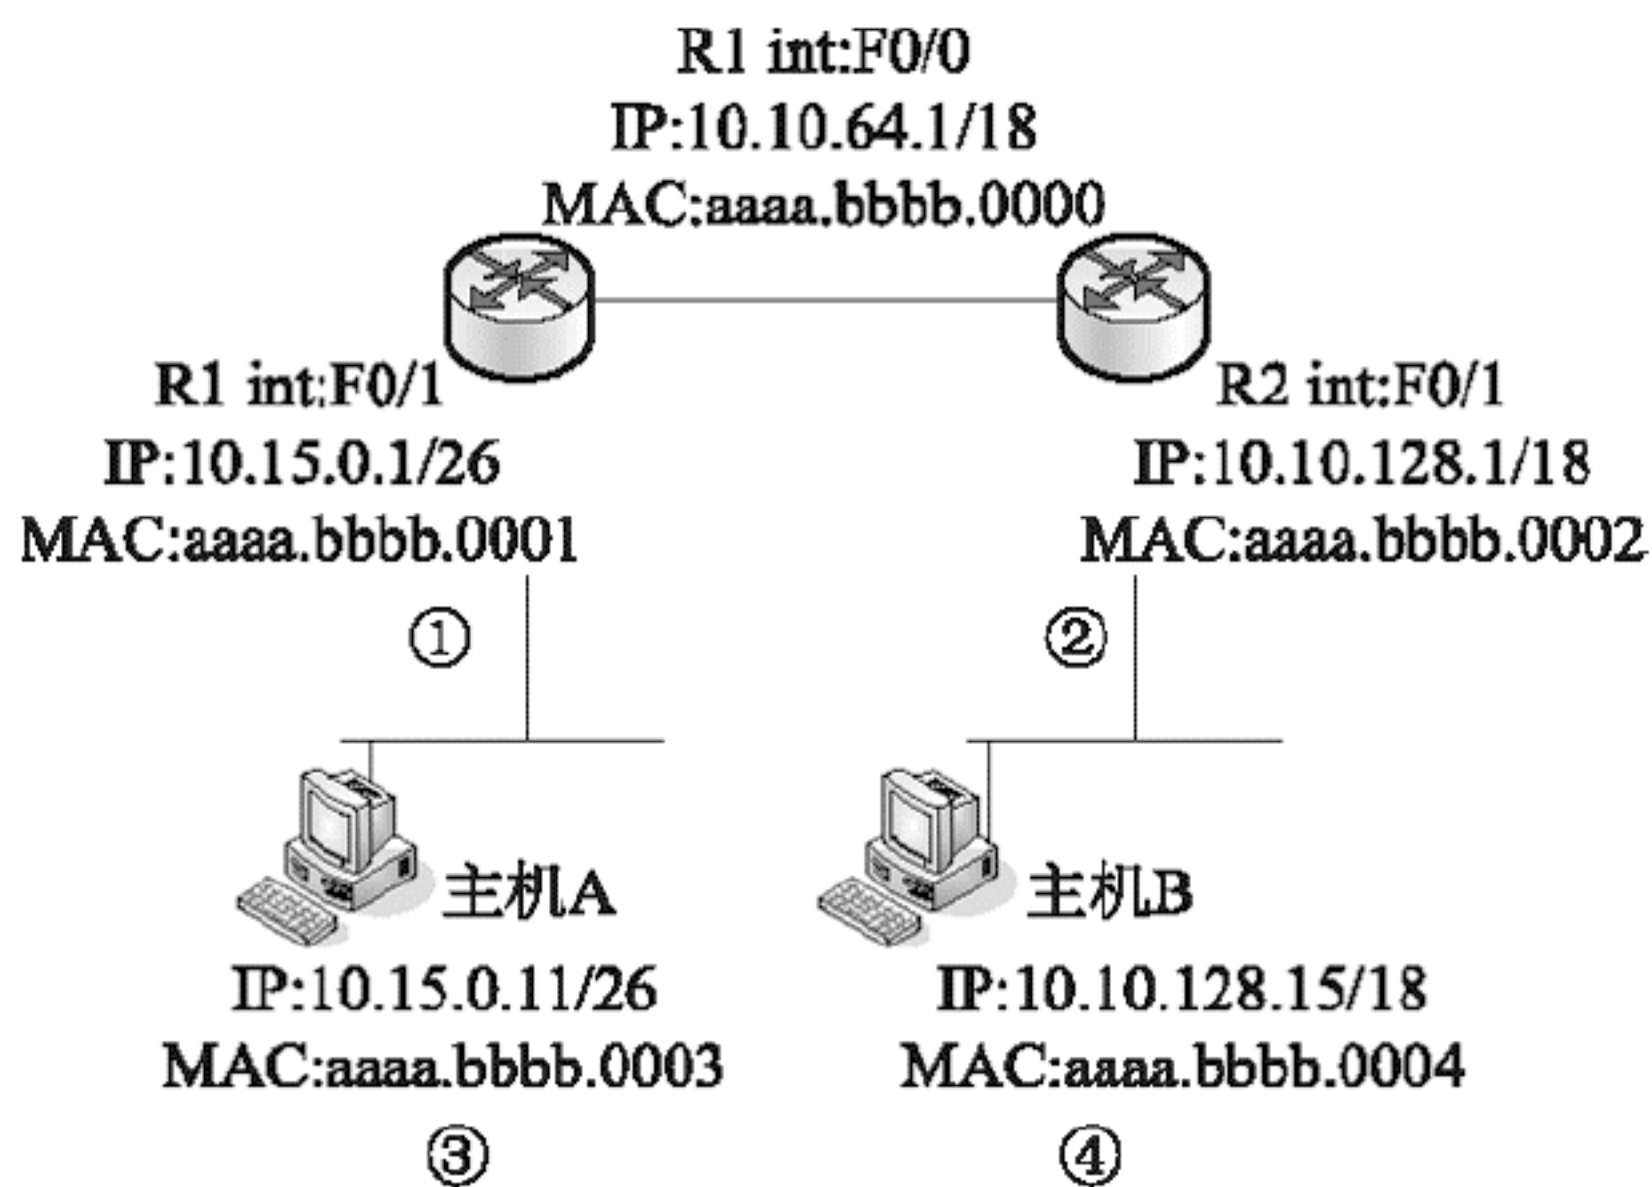 R1 int:F0/0
IP:10.10.64.1/18
MAC:aaaa.bbbb.0000
R1 int:F0/1
IP:10.15.0.1/26
MAC:aaaa.bbbb.0001
R2 int:F0/1
IP:10.10.128.1/18
MAC:aaaa.bbbb.0002
①
②
主机A
IP:10.15.0.11/26
MAC:aaaa.bbbb.0003
主机B
IP:10.10.128.15/18
MAC:aaaa.bbbb.0004
③
④